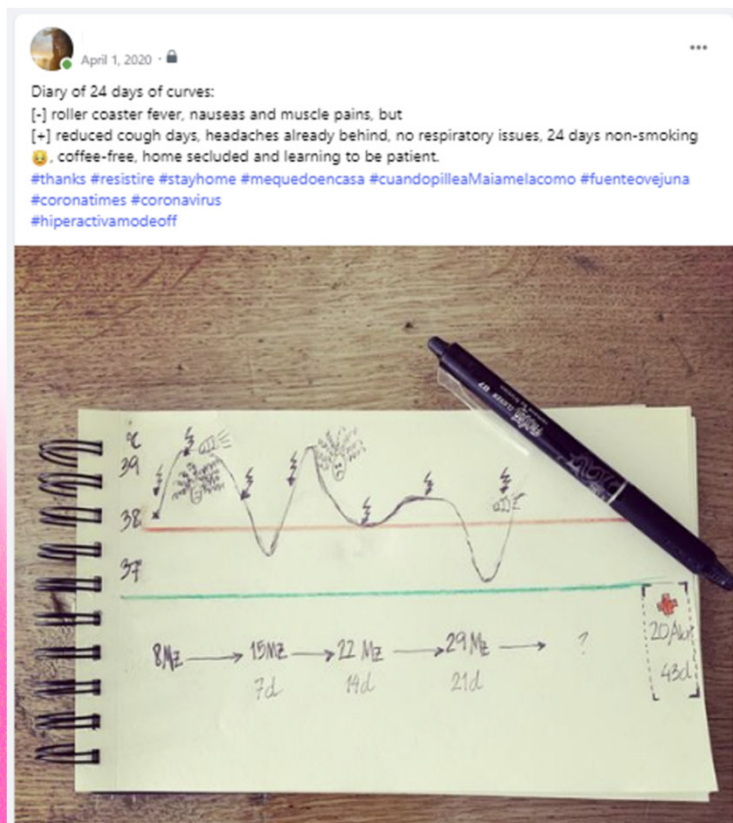 April 1, 2020
Diary of 24 days of curves:
[-] roller coaster fever, nauseas and muscle pains, but
[+] reduced cough days, headaches already behind, no respiratory issues, 24 days non-smoking
😥, coffee-free, home secluded and learning to be patient.
#thanks #resistire #stayhome #mequedoencasa #cuandopilleaMaiamelacomo #fuenteovejuna
#coronatimes #coronavirus
#hiperactivamodeoff
39
38
37
8Mz → 15Mz → 22 Mz → 29Mz → ?
7d 14d 21d
43d